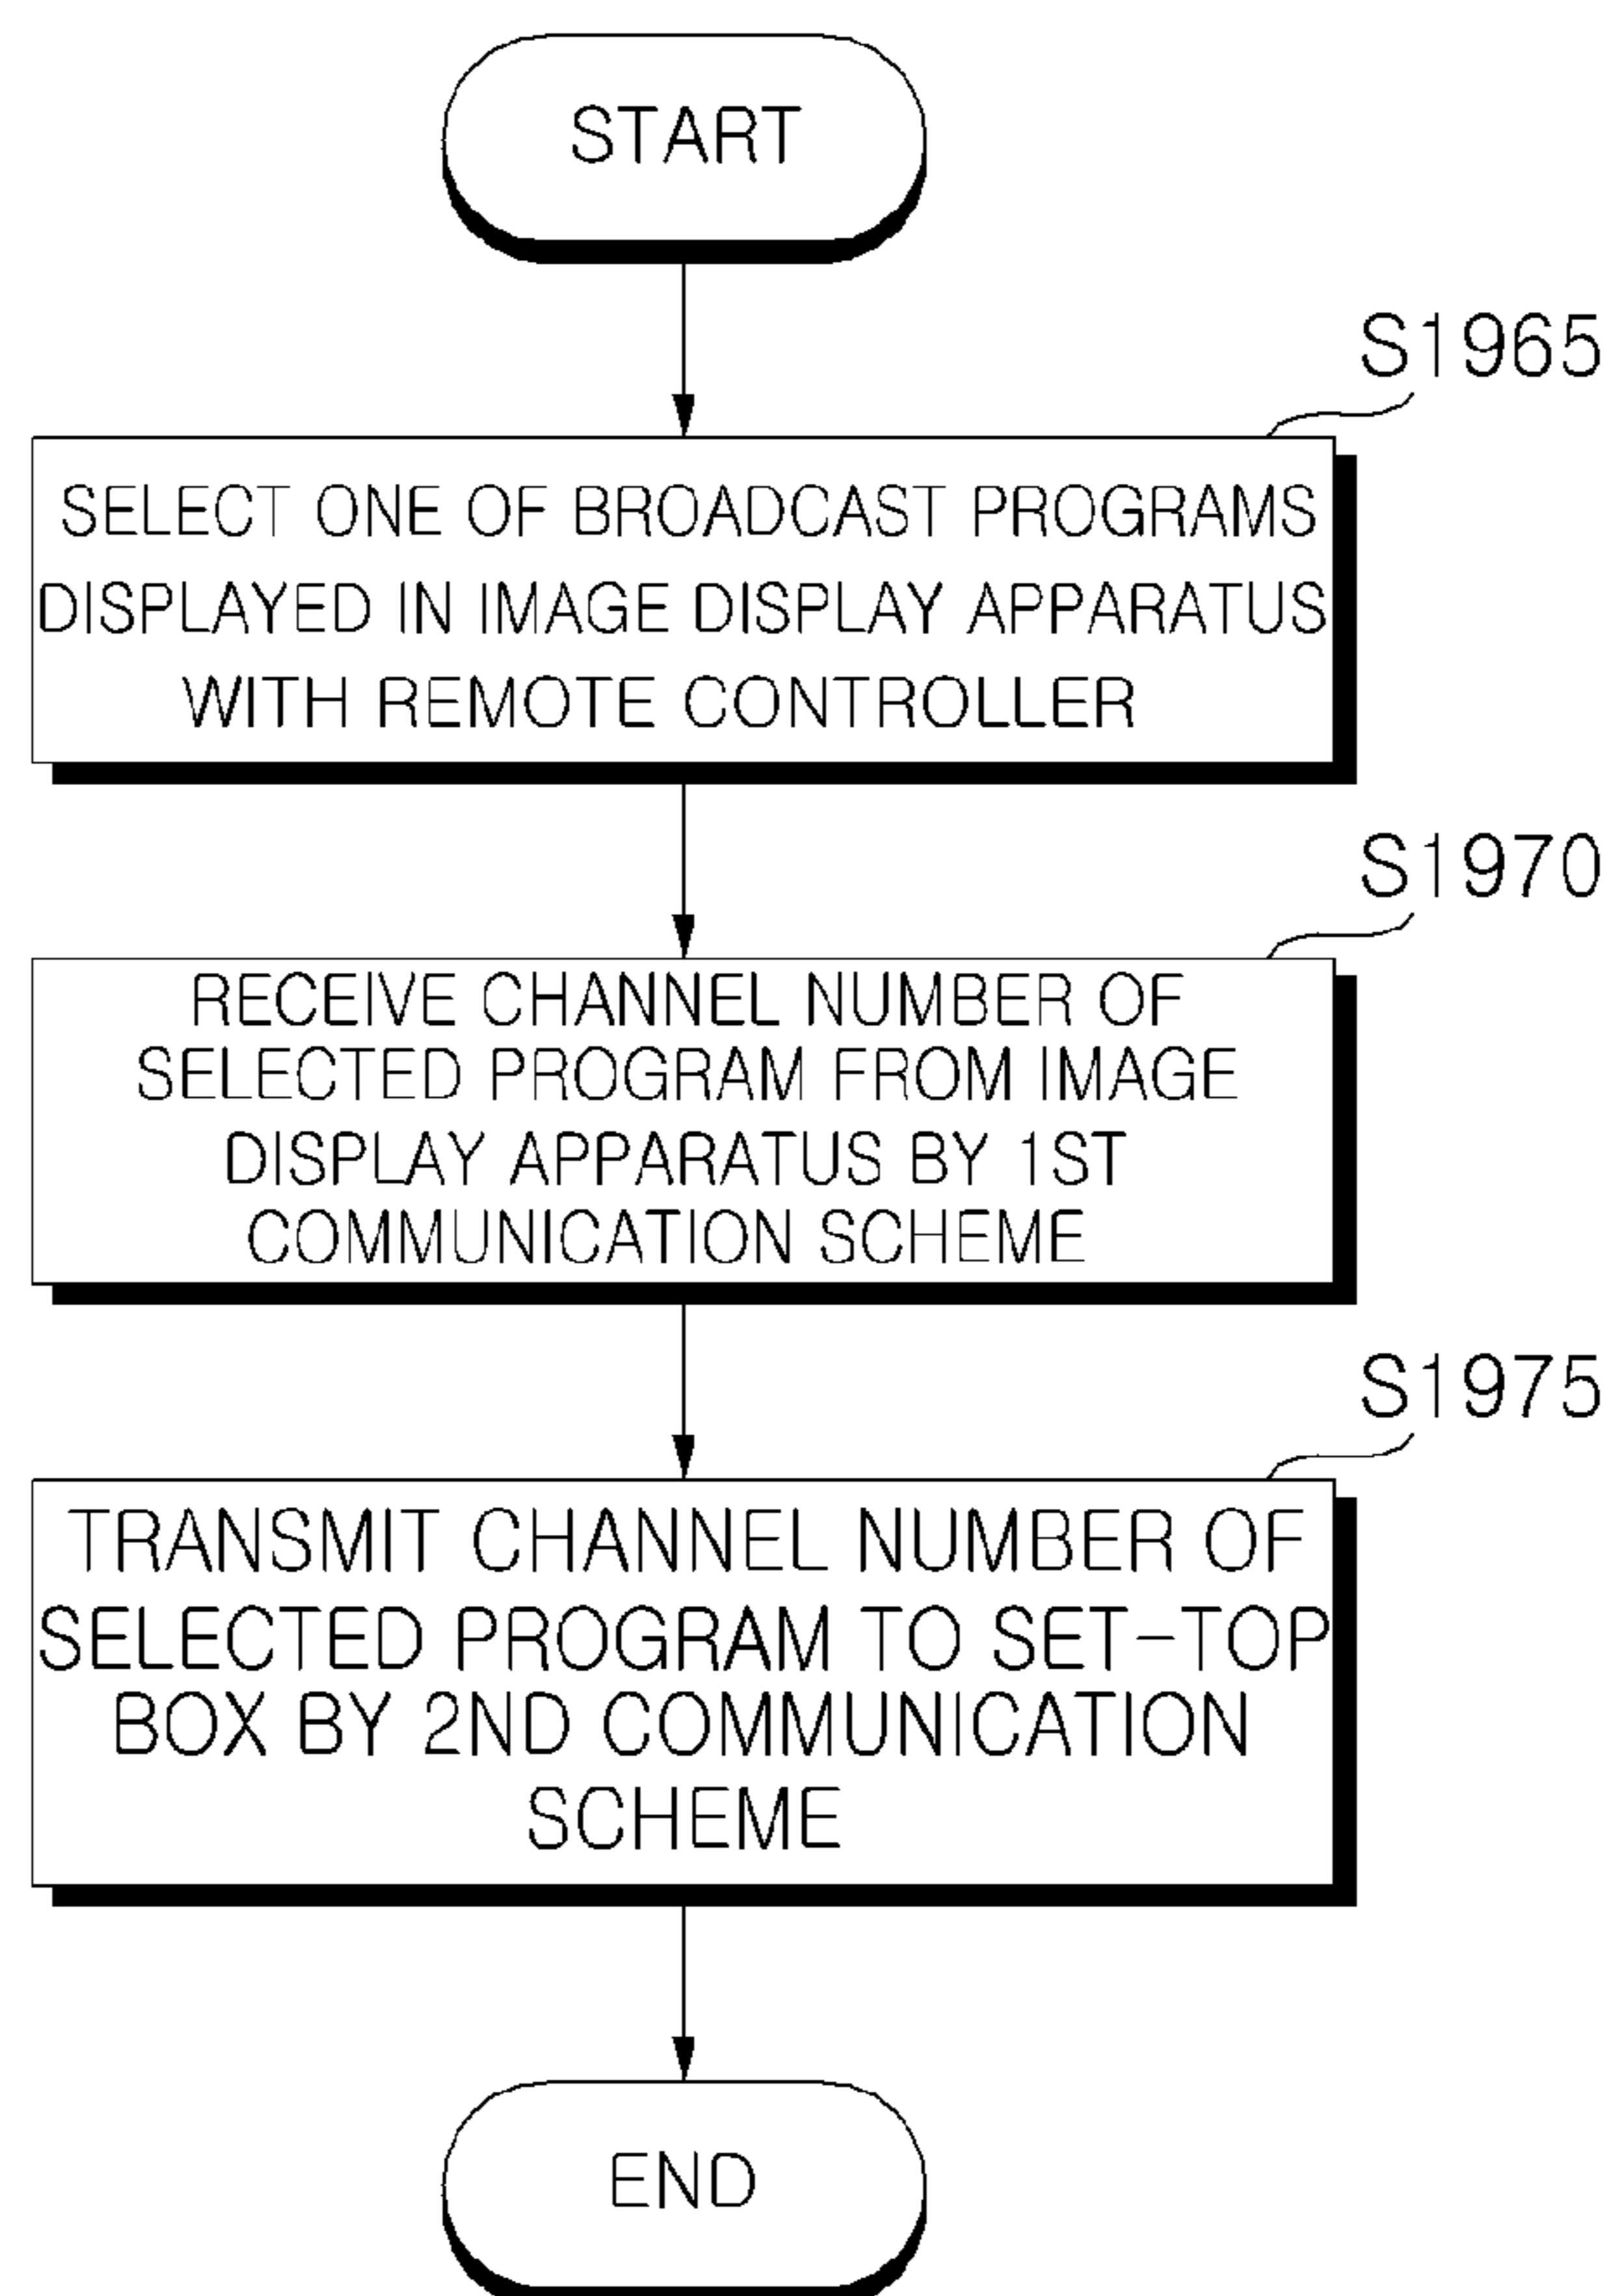 START
S1965
SELECT ONE OF BROADCAST PROGRAMS
DISPLAYED IN IMAGE DISPLAY APPARATUS
WITH REMOTE CONTROLLER
S1970
RECEIVE CHANNEL NUMBER OF
SELECTED PROGRAM FROM IMAGE
DISPLAY APPARATUS BY 1ST
COMMUNICATION SCHEME
S1975
TRANSMIT CHANNEL NUMBER OF
SELECTED PROGRAM TO SET-TOP
BOX BY 2ND COMMUNICATION
SCHEME
END